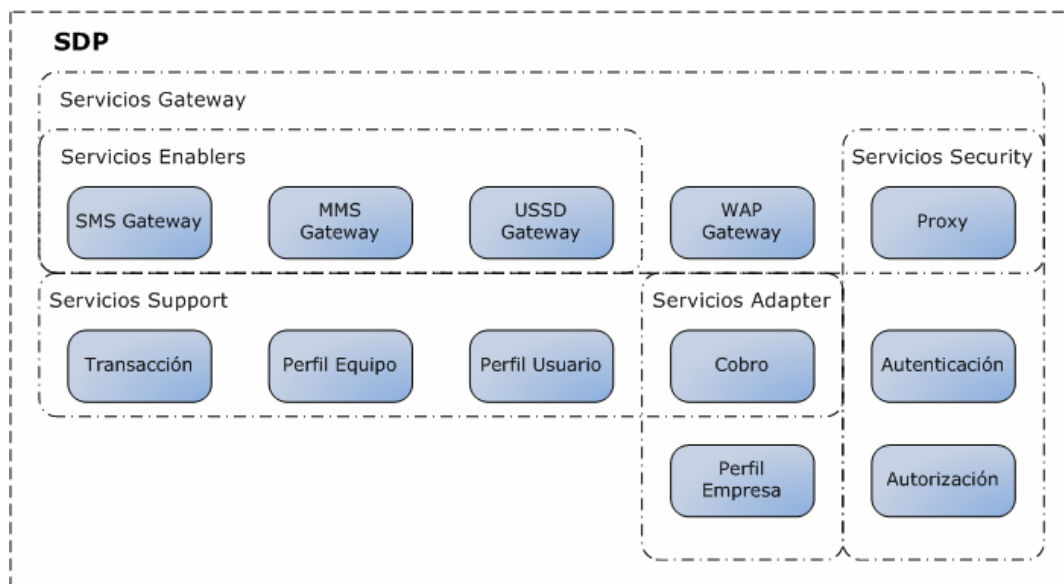 SDP
Servicios Gateway
Servicios Enablers
Servicios Security
SMS Gateway
MMS
Gateway
USSD
Gateway
WAP
Gateway
Proxy
Servicios Support
Servicios Adapter
Transacción
Perfil Equipo
Perfil Usuario
Cobro
Autenticación
Perfil
Empresa
Autorización